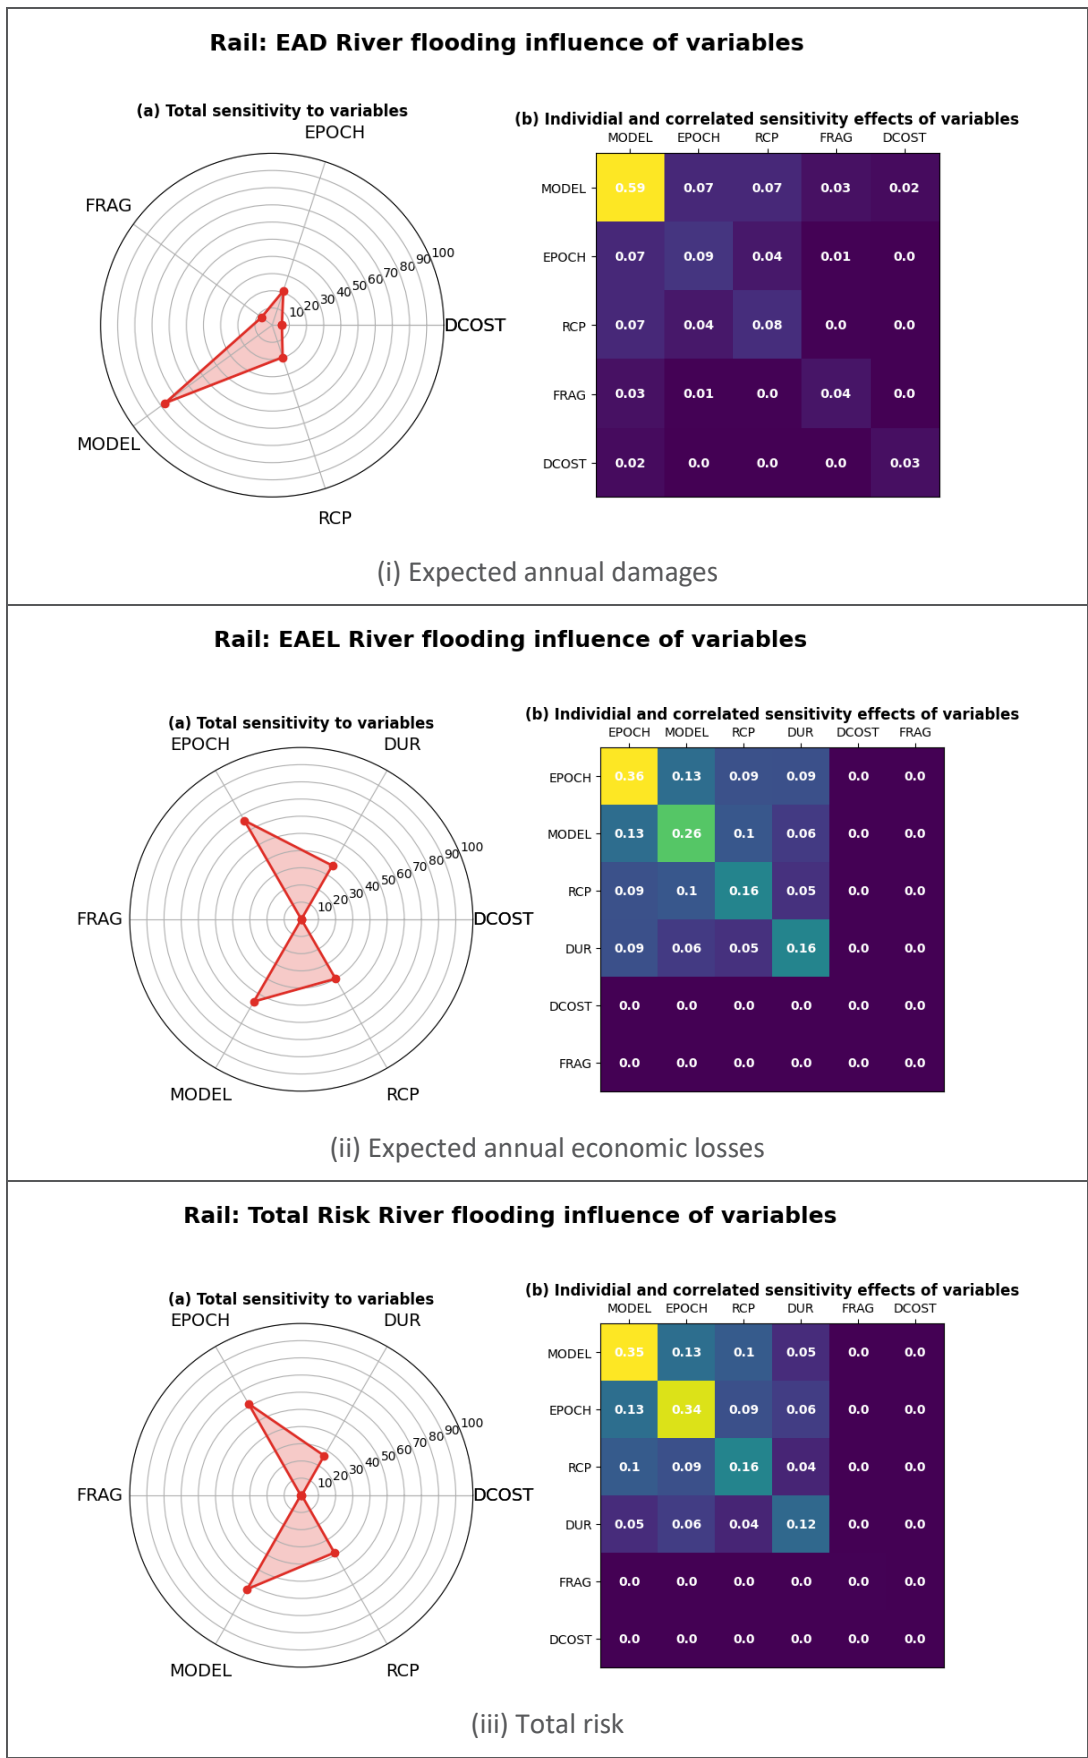 Rail: EAD River flooding influence of variables
(a) Total sensitivity to variables
EPOCH
FRAG
10 20 30 40 50 60 70 80 90 100
DCOST
MODEL
RCP
(b) Individial and correlated sensitivity effects of variables
MODEL EPOCH RCP FRAG DCOST
MODEL 0.59 0.07 0.07 0.03 0.02
EPOCH 0.07 0.09 0.04 0.01 0.0
RCP 0.07 0.04 0.08 0.0 0.0
FRAG 0.03 0.01 0.0 0.04 0.0
DCOST 0.02 0.0 0.0 0.0 0.03
(i) Expected annual damages
Rail: EAEL River flooding influence of variables
(a) Total sensitivity to variables
EPOCH DUR
10 20 30 40 50 60 70 80 90 100
FRAG DCOST
MODEL RCP
(b) Individial and correlated sensitivity effects of variables
EPOCH MODEL RCP DUR DCOST FRAG
EPOCH 0.36 0.13 0.09 0.09 0.0 0.0
MODEL 0.13 0.26 0.1 0.06 0.0 0.0
RCP 0.09 0.1 0.16 0.05 0.0 0.0
DUR 0.09 0.06 0.05 0.16 0.0 0.0
DCOST 0.0 0.0 0.0 0.0 0.0 0.0
FRAG 0.0 0.0 0.0 0.0 0.0 0.0
(ii) Expected annual economic losses
Rail: Total Risk River flooding influence of variables
(a) Total sensitivity to variables
EPOCH DUR
10 20 30 40 50 60 70 80 90 100
FRAG DCOST
MODEL RCP
(b) Individial and correlated sensitivity effects of variables
MODEL EPOCH RCP DUR FRAG DCOST
MODEL 0.35 0.13 0.1 0.05 0.0 0.0
EPOCH 0.13 0.34 0.09 0.06 0.0 0.0
RCP 0.1 0.09 0.16 0.04 0.0 0.0
DUR 0.05 0.06 0.04 0.12 0.0 0.0
FRAG 0.0 0.0 0.0 0.0 0.0 0.0
DCOST 0.0 0.0 0.0 0.0 0.0 0.0
(iii) Total risk